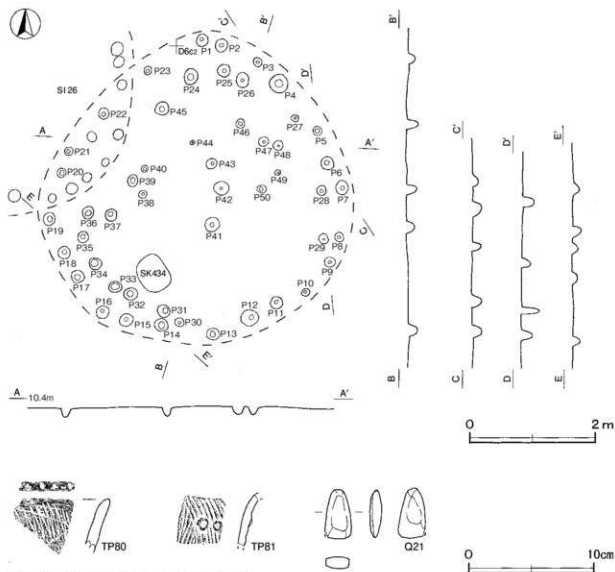 C'
B'
B'
D6c2
P1
P2
P3
D'
P23
P24
P25
P26
P4
SI 26
P45
P22
P46
P27
P5
C'
A
A'
P44
P47
P48
D'
E'
P21
P43
P6
P20
P40
P39
P49
P38
P42
P50
P28
P7
E'
P19
P36
P37
P41
C
P35
P29
P8
P18
P34
P9
P17
P33
SK434
P10
D
P16
P32
P31
P12
P11
P15
P14
P30
P13
B
E
B
C
D
E
A
10.4m
A'
0
2 m
TP80
TP81
Q21
0
10cm